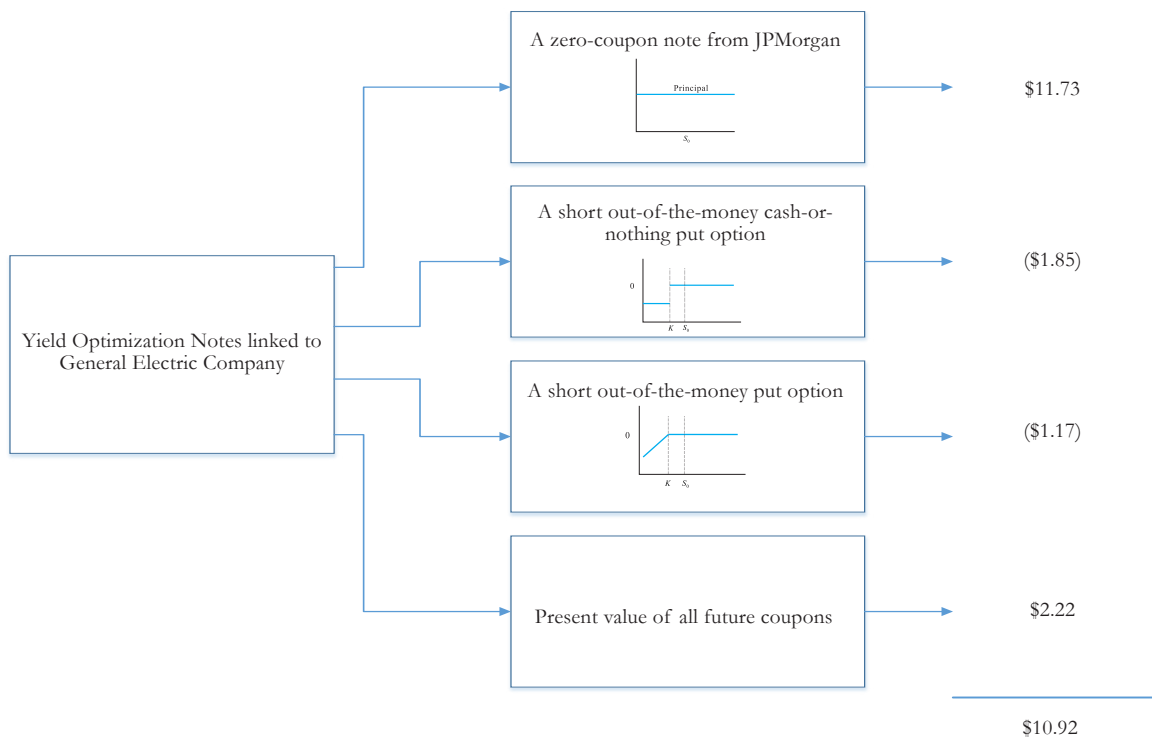 A zero-coupon note from JPMorgan
Principal
S₀
$11.73
A short out-of-the-money cash-or-
nothing put option
0
K S₀
($1.85)
Yield Optimization Notes linked to
General Electric Company
A short out-of-the-money put option
0
K S₀
($1.17)
Present value of all future coupons
$2.22
$10.92